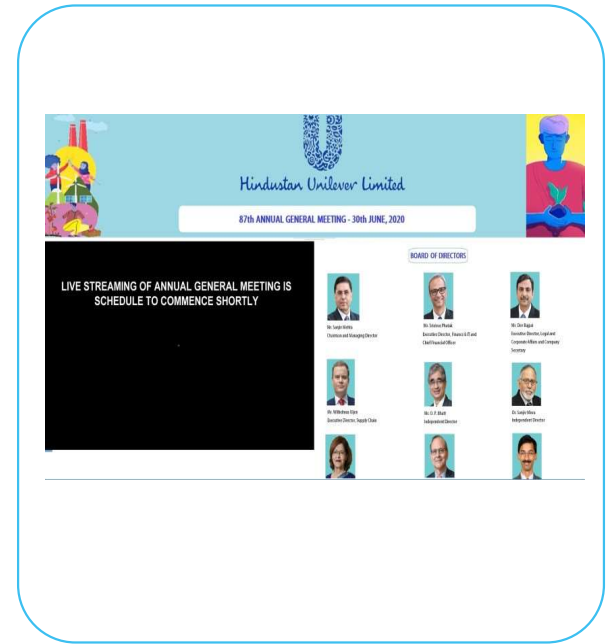 Hindustan Unilever Limited
87th ANNUAL GENERAL MEETING - 30th JUNE, 2020
LIVE STREAMING OF ANNUAL GENERAL MEETING IS
SCHEDULE TO COMMENCE SHORTLY
BOARD OF DIRECTORS
Mr. Sanjiv Mehta
Chairman and Managing Director
Mr. Srinivas Phatak
Executive Director, Finance & IT and
Chief Financial Officer
Mr. Dev Bajpai
Executive Director, Legal and
Corporate Affairs and Company
Secretary
Mr. Willem
Executive Director, Supply Chain
Mr. O. P. Bhatt
Independent Director
Dr. Sanjiv Misra
Independent Director